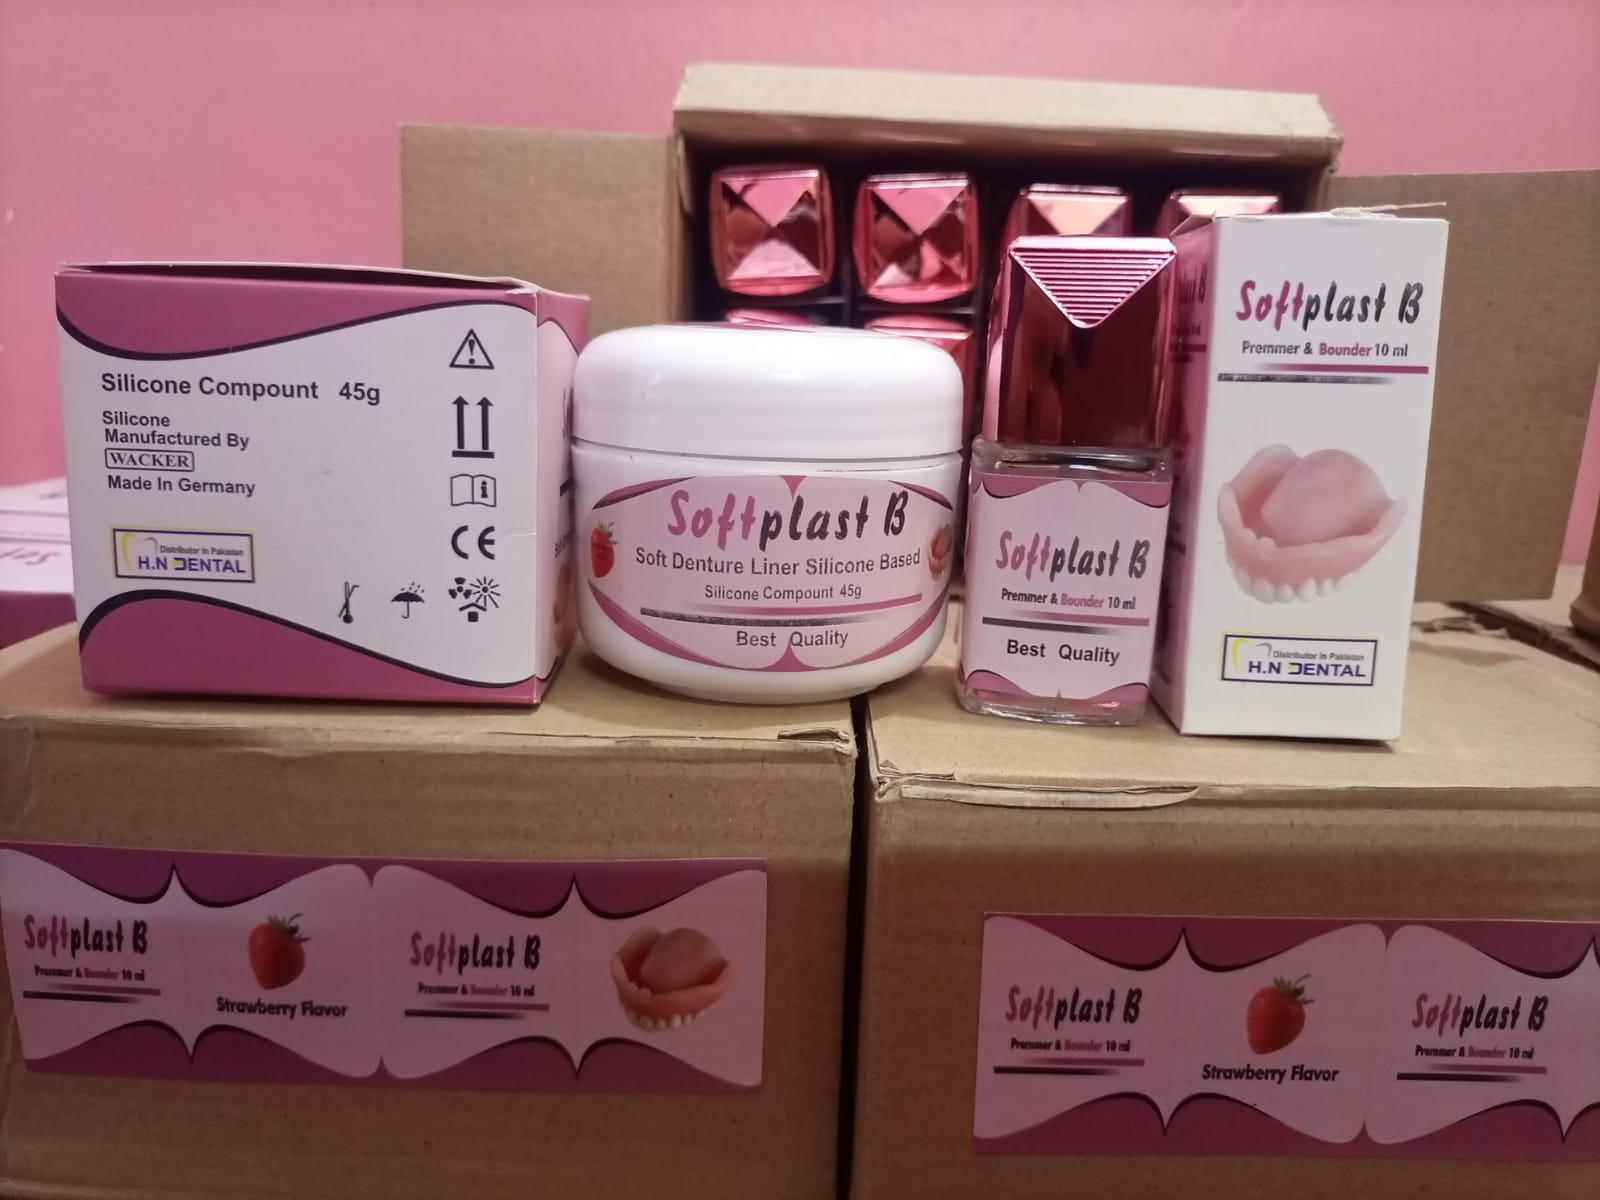 Silicone Compount 45g
Silicone
Manufactured By
WACKER
Made In Germany
Distributor In Pakistan
H.N DENTAL
CE
Softplast B
Soft Denture Liner Silicone Based
Silicone Compount 45g
Best Quality
Softplast B
Premmer & Bounder 10 ml
Best Quality
Softplast B
Premmer & Bounder 10 ml
Distributor In Pakistan
H.N DENTAL
Softplast B
Premmer & Bounder 10 ml
Strawberry Flavor
Softplast B
Premmer & Bounder 10 ml
Softplast B
Premmer & Bounder 10 ml
Strawberry Flavor
Softplast B
Premmer & Bounder 10 ml